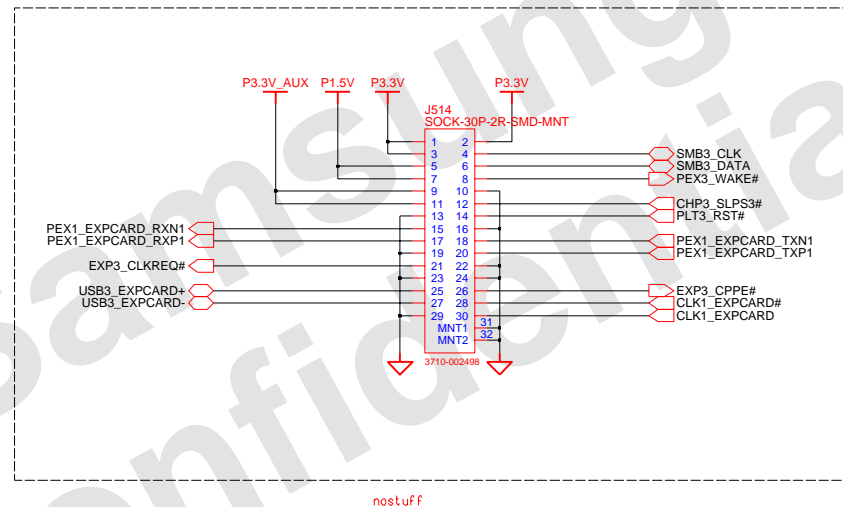 Samsung
Confidential
P3.3V_AUX P1.5V P3.3V P3.3V
J514
SOCK-30P-2R-SMD-MNT
1 2
3 4 SMB3_CLK
5 6 SMB3_DATA
7 8 PEX3_WAKE#
9 10
11 12 CHP3_SLPS3#
13 14 PLT3_RST#
PEX1_EXPCARD_RXN1 15 16
PEX1_EXPCARD_RXP1 17 18 PEX1_EXPCARD_TXN1
19 20 PEX1_EXPCARD_TXP1
EXP3_CLKREQ# 21 22
23 24
USB3_EXPCARD+ 25 26 EXP3_CPPE#
USB3_EXPCARD- 27 28 CLK1_EXPCARD#
29 30 CLK1_EXPCARD
MNT1 31
MNT2 32
3710-002498
nostuff